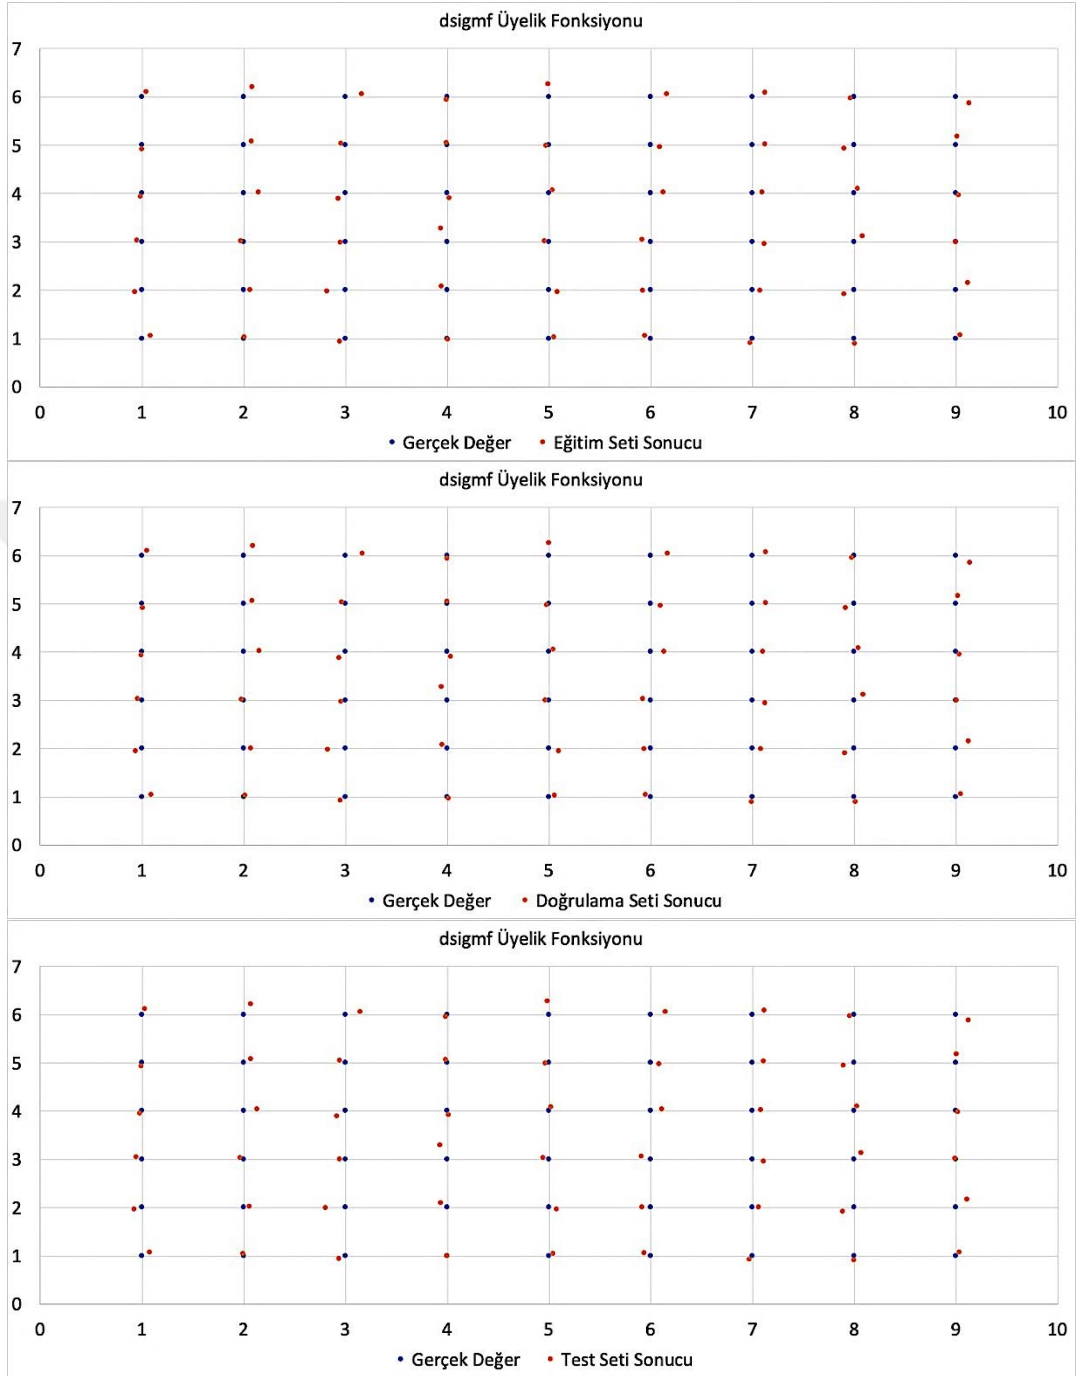 dsigmf Üyelik Fonksiyonu
7
6
5
4
3
2
1
0
0 1 2 3 4 5 6 7 8 9 10
Gerçek Değer Eğitim Seti Sonucu
dsigmf Üyelik Fonksiyonu
7
6
5
4
3
2
1
0
0 1 2 3 4 5 6 7 8 9 10
Gerçek Değer Doğrulama Seti Sonucu
dsigmf Üyelik Fonksiyonu
7
6
5
4
3
2
1
0
0 1 2 3 4 5 6 7 8 9 10
Gerçek Değer Test Seti Sonucu